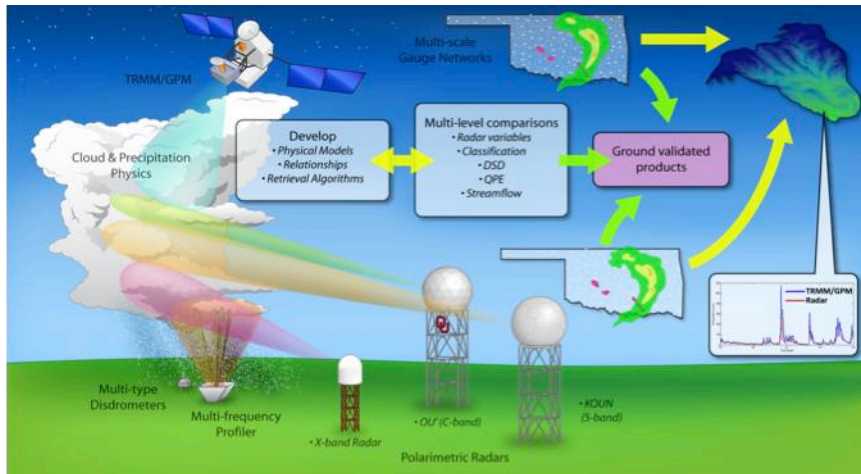 TRMM/GPM
Multi-scale
Gauge Networks
Cloud & Precipitation
Physics
Develop
• Physical Models
• Relationships
• Retrieval Algorithms
Multi-level comparisons
• Radar variables
• Classification
• DSD
• QPE
• Streamflow
Ground validated
products
TRMM/GPM
Radar
Multi-type
Disdrometers
Multi-frequency
Profiler
• X-band Radar
OU
• OU' (C-band)
• KOUN
(S-band)
Polarimetric Radars